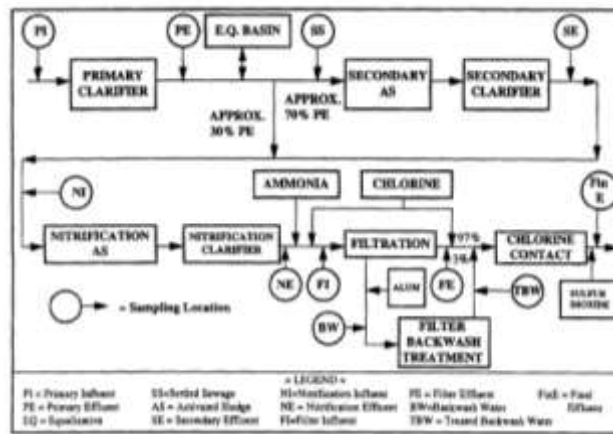 PI
PE
E.Q. BASIN
SS
SE
PRIMARY
CLARIFIER
SECONDARY
AS
SECONDARY
CLARIFIER
APPROX.
30% PE
APPROX.
70% PE
NI
AMMONIA
CHLORINE
Fin
E
NITRIFICATION
AS
NITRIFICATION
CLARIFIER
FILTRATION
97%
3%
CHLORINE
CONTACT
NE
FI
ALUM
FE
TBW
SULFUR
DIOXIDE
= Sampling Location
BW
FILTER
BACKWASH
TREATMENT
= LEGEND =
PI = Primary Influent
SS=Settled Sewage
NI=Nitrification Influent
FE = Filter Effluent
FinE = Final
Effluent
PE = Primary Effluent
AS = Activated Sludge
NE = Nitrification Effluent
BW=Backwash Water
EQ = Equalization
SE = Secondary Effluent
FI=Filter Influent
TBW = Treated Backwash Water